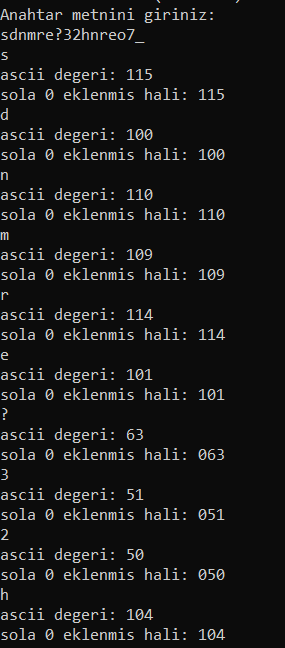 Anahtar metnini giriniz:
sdnmre?32hnreo7_
s
ascii degeri: 115
sola 0 eklenmis hali: 115
d
ascii degeri: 100
sola 0 eklenmis hali: 100
n
ascii degeri: 110
sola 0 eklenmis hali: 110
m
ascii degeri: 109
sola 0 eklenmis hali: 109
r
ascii degeri: 114
sola 0 eklenmis hali: 114
e
ascii degeri: 101
sola 0 eklenmis hali: 101
?
ascii degeri: 63
sola 0 eklenmis hali: 063
3
ascii degeri: 51
sola 0 eklenmis hali: 051
2
ascii degeri: 50
sola 0 eklenmis hali: 050
h
ascii degeri: 104
sola 0 eklenmis hali: 104